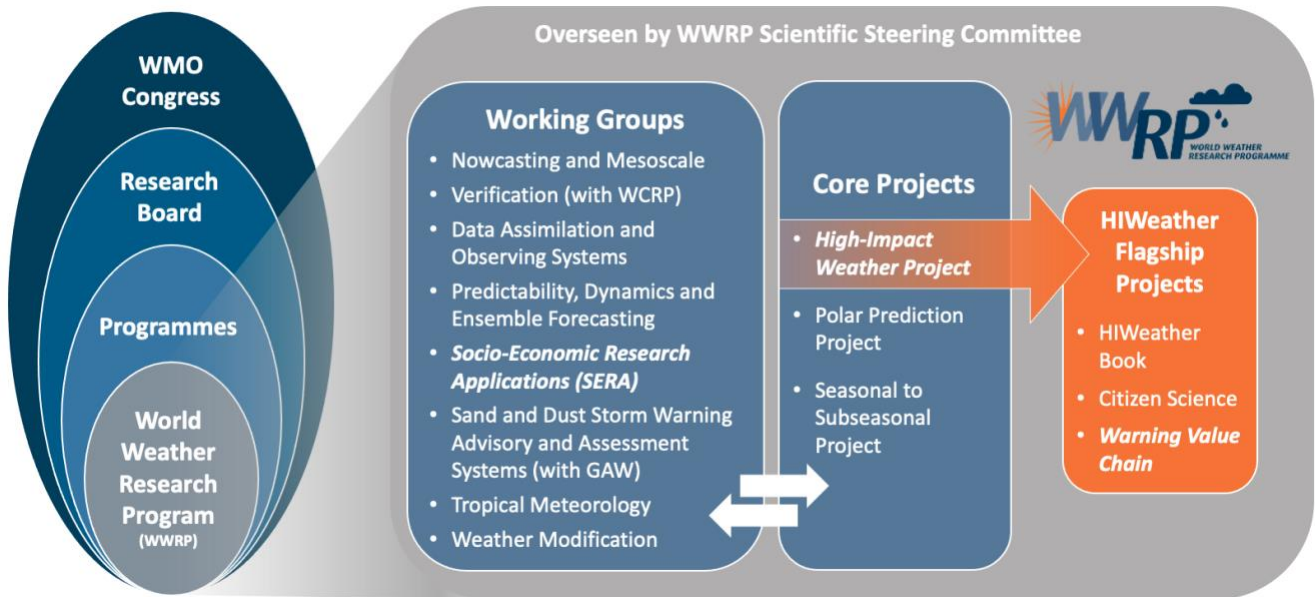 WMO
Congress
Research
Board
Programmes
World
Weather
Research
Program
(WWRP)
Overseen by WWRP Scientific Steering Committee
Working Groups
• Nowcasting and Mesoscale
• Verification (with WCRP)
• Data Assimilation and
Observing Systems
• Predictability, Dynamics and
Ensemble Forecasting
• Socio-Economic Research
Applications (SERA)
• Sand and Dust Storm Warning
Advisory and Assessment
Systems (with GAW)
• Tropical Meteorology
• Weather Modification
Core Projects
• High-Impact
Weather Project
• Polar Prediction
Project
• Seasonal to
Subseasonal
Project
WWRP
WORLD WEATHER
RESEARCH PROGRAMME
HIWeather
Flagship
Projects
• HIWeather
Book
• Citizen Science
• Warning Value
Chain